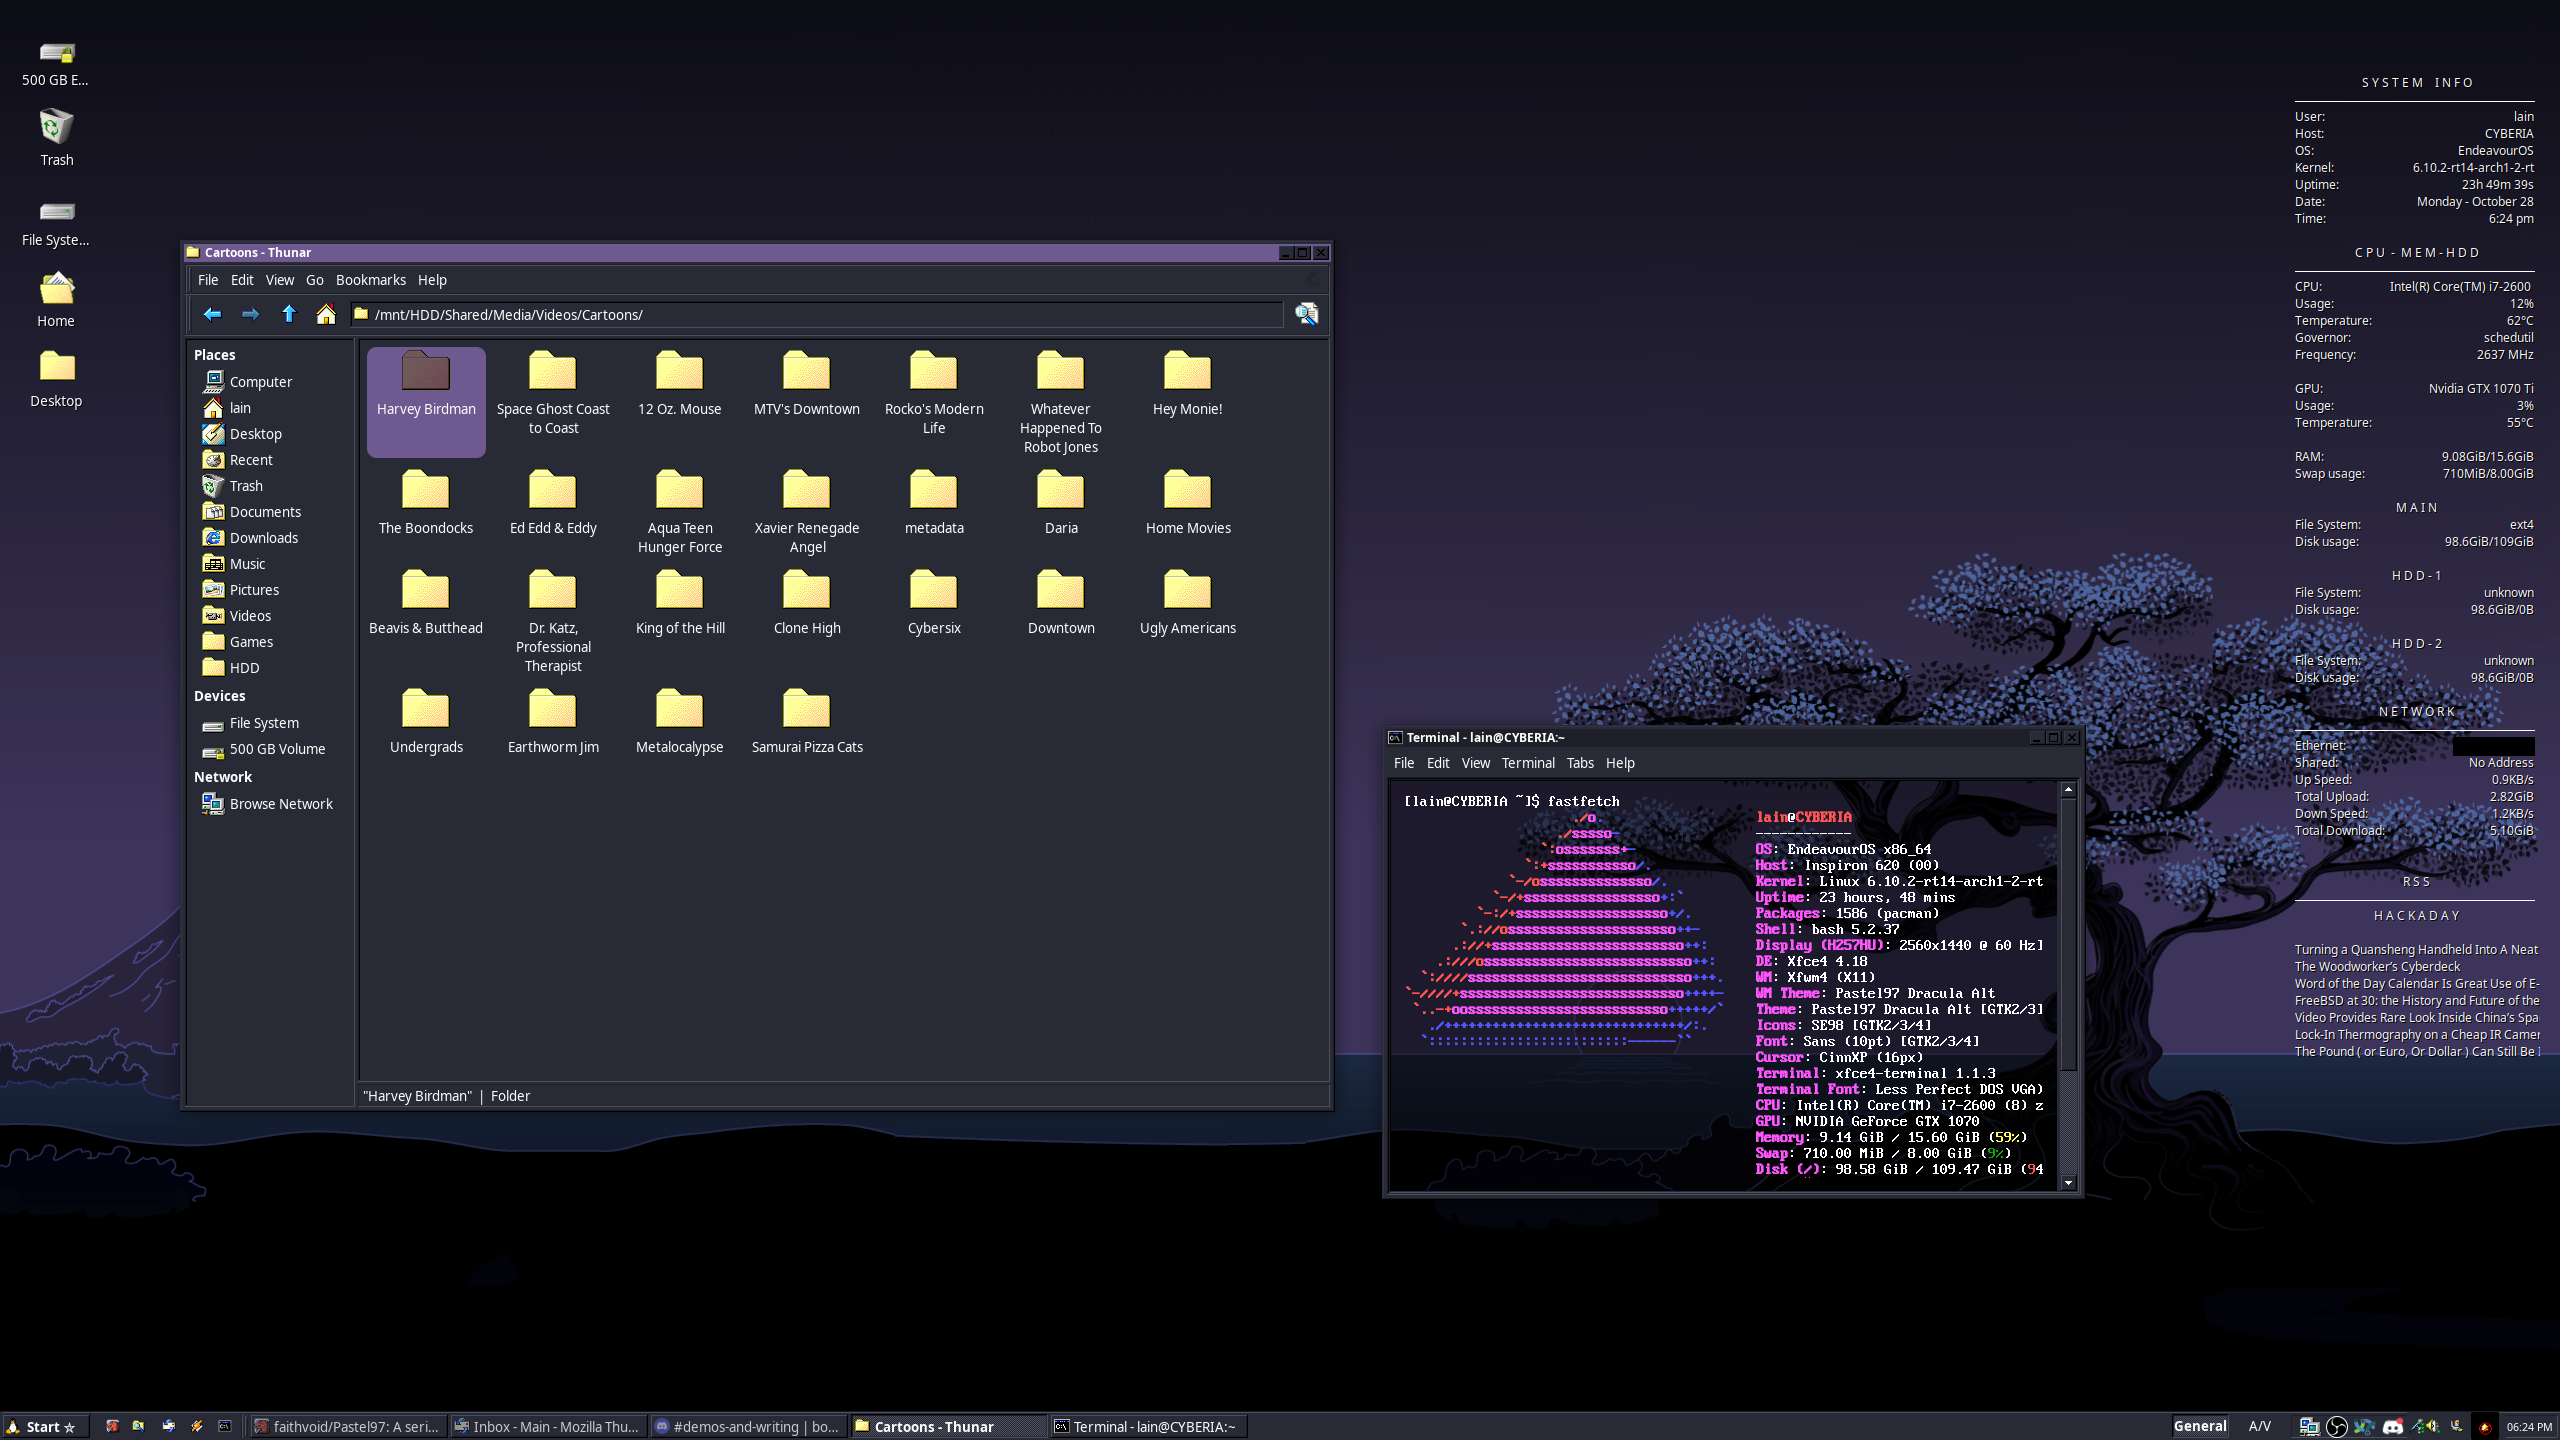 500 GB E...
Trash
File Syste...
Home
Desktop
Cartoons - Thunar
File Edit View Go Bookmarks Help
/mnt/HDD/Shared/Media/Videos/Cartoons/
Places
Computer
lain
Desktop
Recent
Trash
Documents
Downloads
Music
Pictures
Videos
Games
HDD
Devices
File System
500 GB Volume
Network
Browse Network
Harvey Birdman
Space Ghost Coast
to Coast
12 Oz. Mouse
MTV's Downtown
Rocko's Modern
Life
Whatever
Happened To
Robot Jones
Hey Monie!
The Boondocks
Ed Edd & Eddy
Aqua Teen
Hunger Force
Xavier Renegade
Angel
metadata
Daria
Home Movies
Beavis & Butthead
Dr. Katz,
Professional
Therapist
King of the Hill
Clone High
Cybersix
Downtown
Ugly Americans
Undergrads
Earthworm Jim
Metalocalypse
Samurai Pizza Cats
"Harvey Birdman" | Folder
Terminal - lain@CYBERIA:~
File Edit View Terminal Tabs Help
[lain@CYBERIA ~]$ fastfetch
lain@CYBERIA
------------
OS: EndeavourOS x86_64
Host: Inspiron 620 (00)
Kernel: Linux 6.10.2-rt14-arch1-2-rt
Uptime: 23 hours, 48 mins
Packages: 1586 (pacman)
Shell: bash 5.2.37
Display (H257HU): 2560x1440 @ 60 Hz]
DE: Xfce4 4.18
WM: Xfwm4 (X11)
WM Theme: Pastel97 Dracula Alt
Theme: Pastel97 Dracula Alt [GTK2/3]
Icons: SE98 [GTK2/3/4]
Font: Sans (10pt) [GTK2/3/4]
Cursor: CinnXP (16px)
Terminal: xfce4-terminal 1.1.3
Terminal Font: Less Perfect DOS VGA)
CPU: Intel(R) Core(TM) i7-2600 (8) z
GPU: NVIDIA GeForce GTX 1070
Memory: 9.14 GiB / 15.60 GiB (59%)
Swap: 710.00 MiB / 8.00 GiB (9%)
Disk (/): 98.58 GiB / 109.47 GiB (94
SYSTEM INFO
User: lain
Host: CYBERIA
OS: EndeavourOS
Kernel: 6.10.2-rt14-arch1-2-rt
Uptime: 23h 49m 39s
Date: Monday - October 28
Time: 6:24 pm
CPU-MEM-HDD
CPU: Intel(R) Core(TM) i7-2600
Usage: 12%
Temperature: 62°C
Governor: schedutil
Frequency: 2637 MHz
GPU: Nvidia GTX 1070 Ti
Usage: 3%
Temperature: 55°C
RAM: 9.08GiB/15.6GiB
Swap usage: 710MiB/8.00GiB
MAIN
File System: ext4
Disk usage: 98.6GiB/109GiB
HDD-1
File System: unknown
Disk usage: 98.6GiB/0B
HDD-2
File System: unknown
Disk usage: 98.6GiB/0B
NETWORK
Ethernet:
Shared: No Address
Up Speed: 0.9KB/s
Total Upload: 2.82GiB
Down Speed: 1.2KB/s
Total Download: 5.10GiB
RSS
HACKADAY
Turning a Quansheng Handheld Into A Neat
The Woodworker's Cyberdeck
Word of the Day Calendar Is Great Use of E-
FreeBSD at 30: the History and Future of the
Video Provides Rare Look Inside China's Spa
Lock-In Thermography on a Cheap IR Camer
The Pound ( or Euro, Or Dollar ) Can Still Be
Start ☆
faithvoid/Pastel97: A seri...
Inbox - Main - Mozilla Thu...
#demos-and-writing | bo...
Cartoons - Thunar
Terminal - lain@CYBERIA:~
General
A/V
06:24 PM